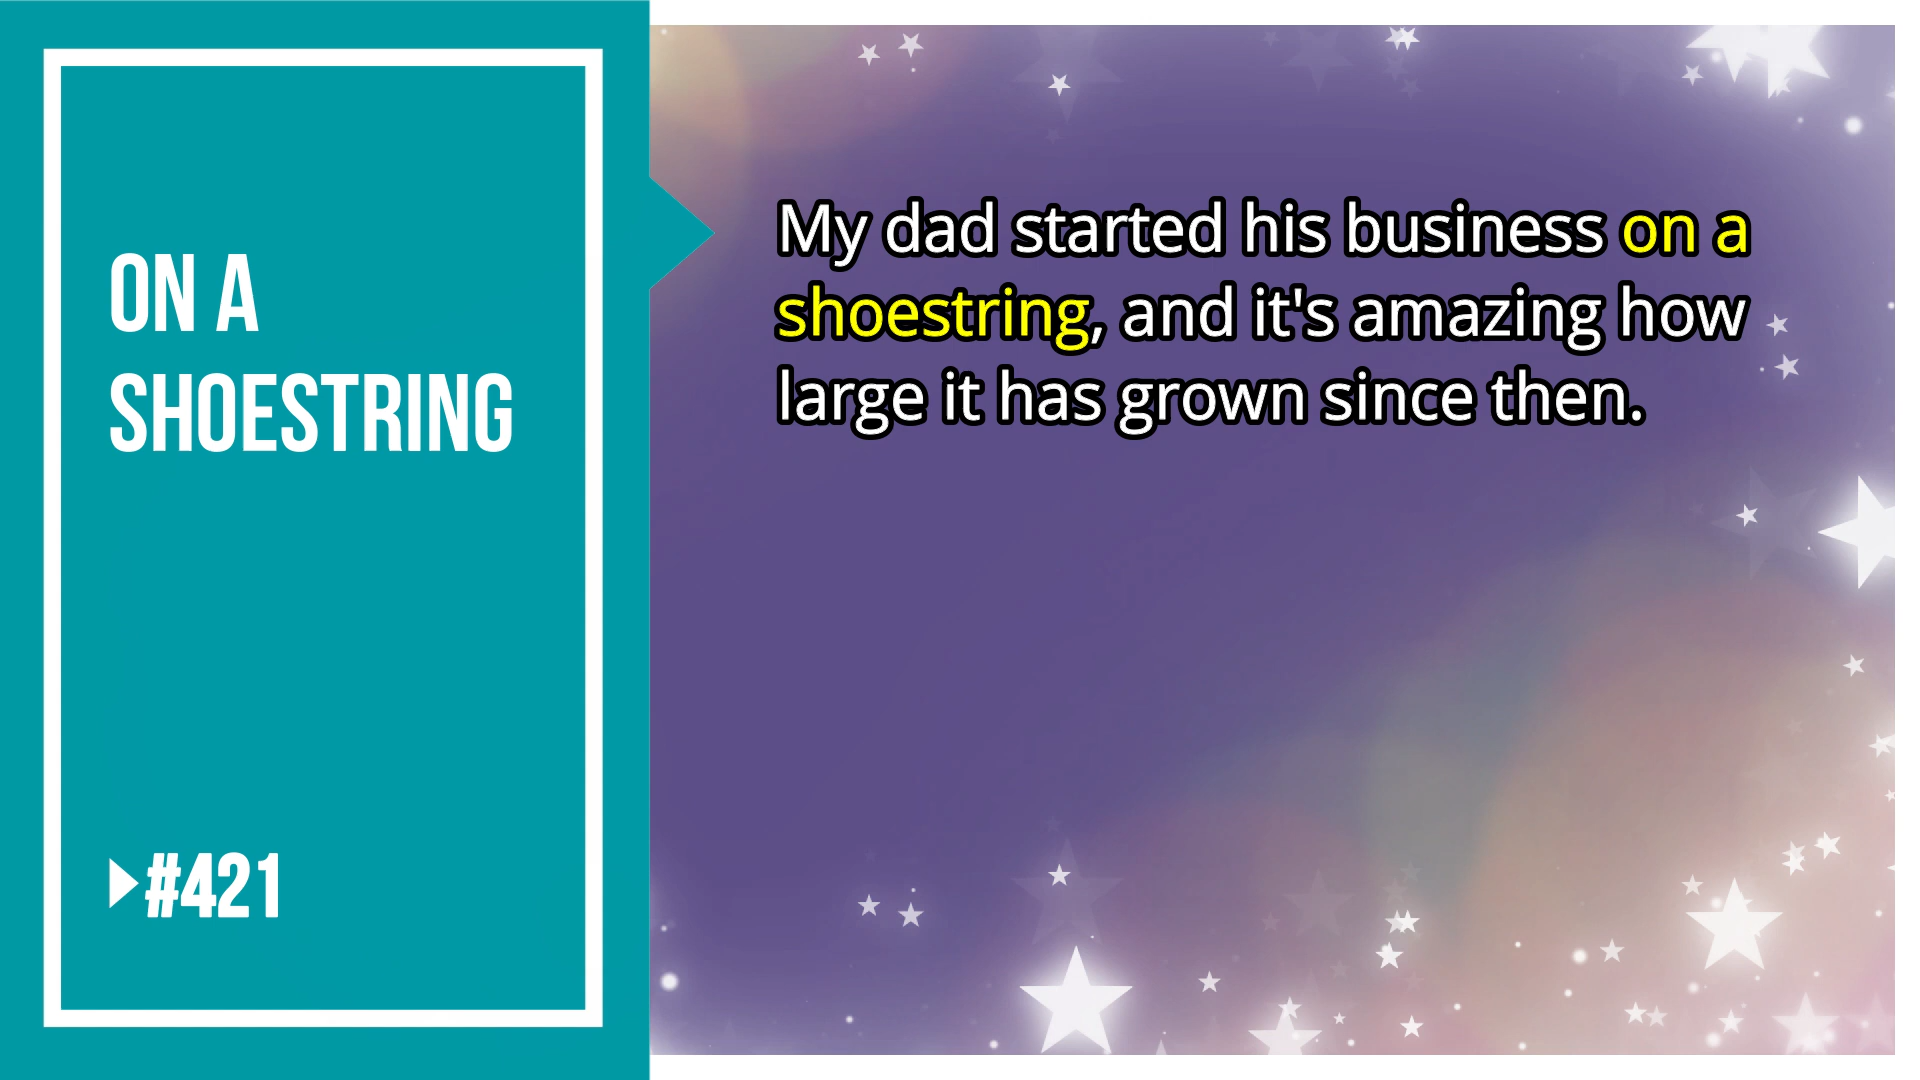 ON A
SHOESTRING
#421
My dad started his business on a
shoestring, and it's amazing how
large it has grown since then.